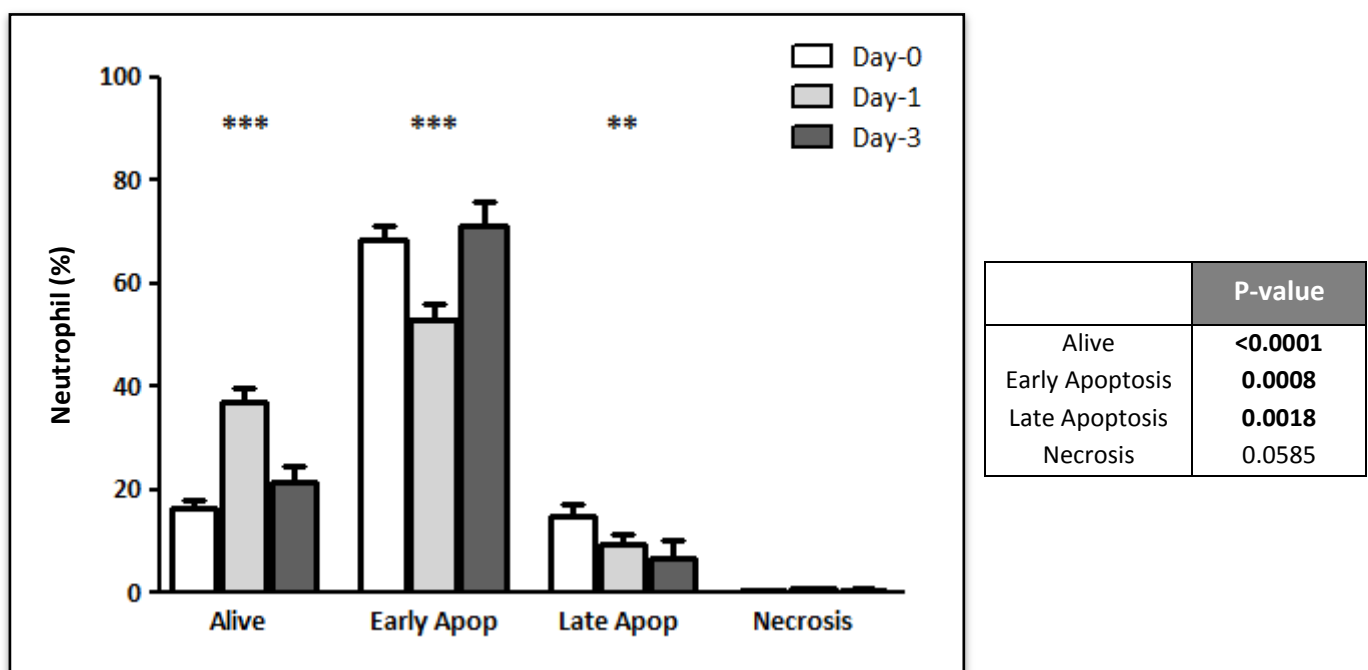 Day-0
Day-1
Day-3
100
80
60
40
20
0
Neutrophil (%)
*** *** **
Alive Early Apop Late Apop Necrosis
P-value
Alive <0.0001
Early Apoptosis 0.0008
Late Apoptosis 0.0018
Necrosis 0.0585